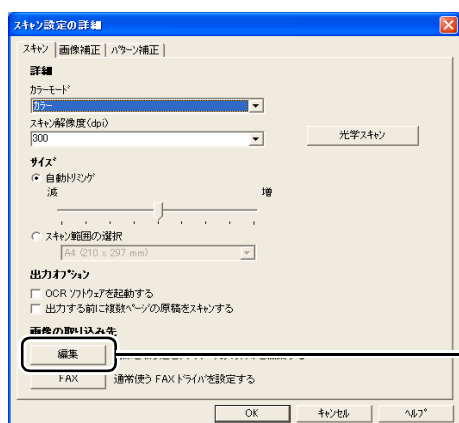 スキャン設定の詳細
スキャン 画像補正 パターン補正
詳細
カラーモード
カラー
スキャン解像度(dpi)
300
光学スキャン
サイズ
自動トリミング
減 増
スキャン範囲の選択
A4 (210 x 297 mm)
出力オプション
OCR ソフトウェアを起動する
出力する前に複数ページの原稿をスキャンする
画像の取り込み先
編集
FAX 通常使う FAX ドライバを設定する
OK キャンセル ヘルプ